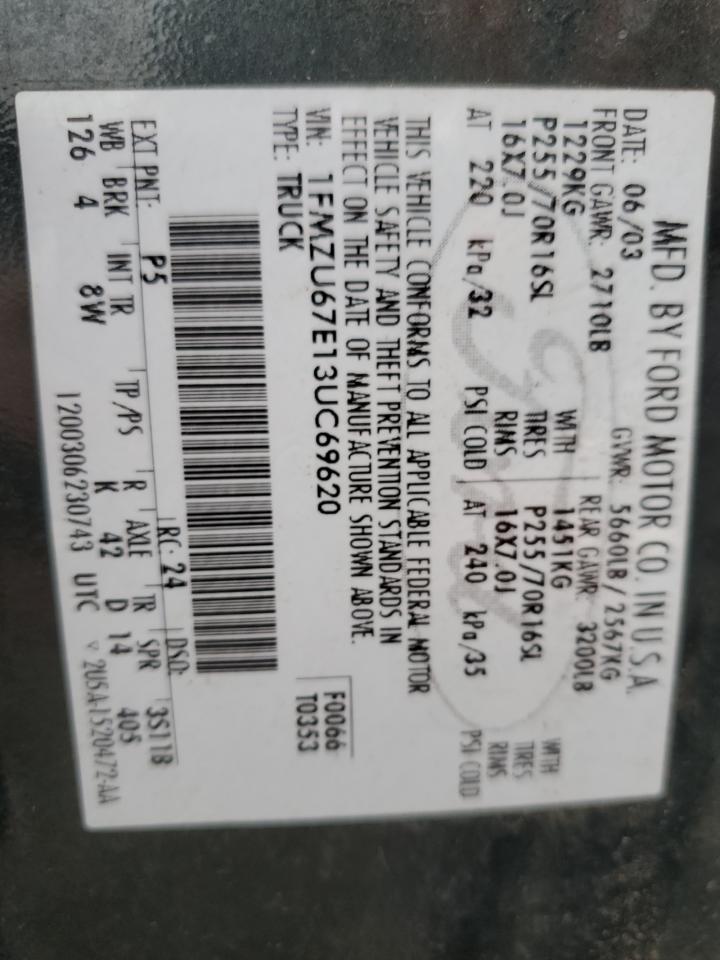 MFD. BY FORD MOTOR CO. IN U.S.A.
DATE: 06/03 GVWR: 5660LB / 2567KG
FRONT GAWR: 2710LB REAR GAWR: 3200LB
1229KG WITH 1451KG WITH
P255/70R16SL TIRES P255/70R16SL TIRES
16X7.0J RIMS 16X7.0J RIMS
AT 220 kPa/32 PSI COLD AT 240 kPa/35 PSI COLD
THIS VEHICLE CONFORMS TO ALL APPLICABLE FEDERAL MOTOR
VEHICLE SAFETY AND THEFT PREVENTION STANDARDS IN
EFFECT ON THE DATE OF MANUFACTURE SHOWN ABOVE.
VIN: 1FMZU67E13UC69620 F0066
TYPE: TRUCK T0353
EXT PNT: P5 RC: 24 DSO:
WB BRK INT TR TP/PS R AXLE TR SPR 3S11B
126 4 8W K 42 D 14 405
1200306230743 UTC 2U5A-1520472-AA